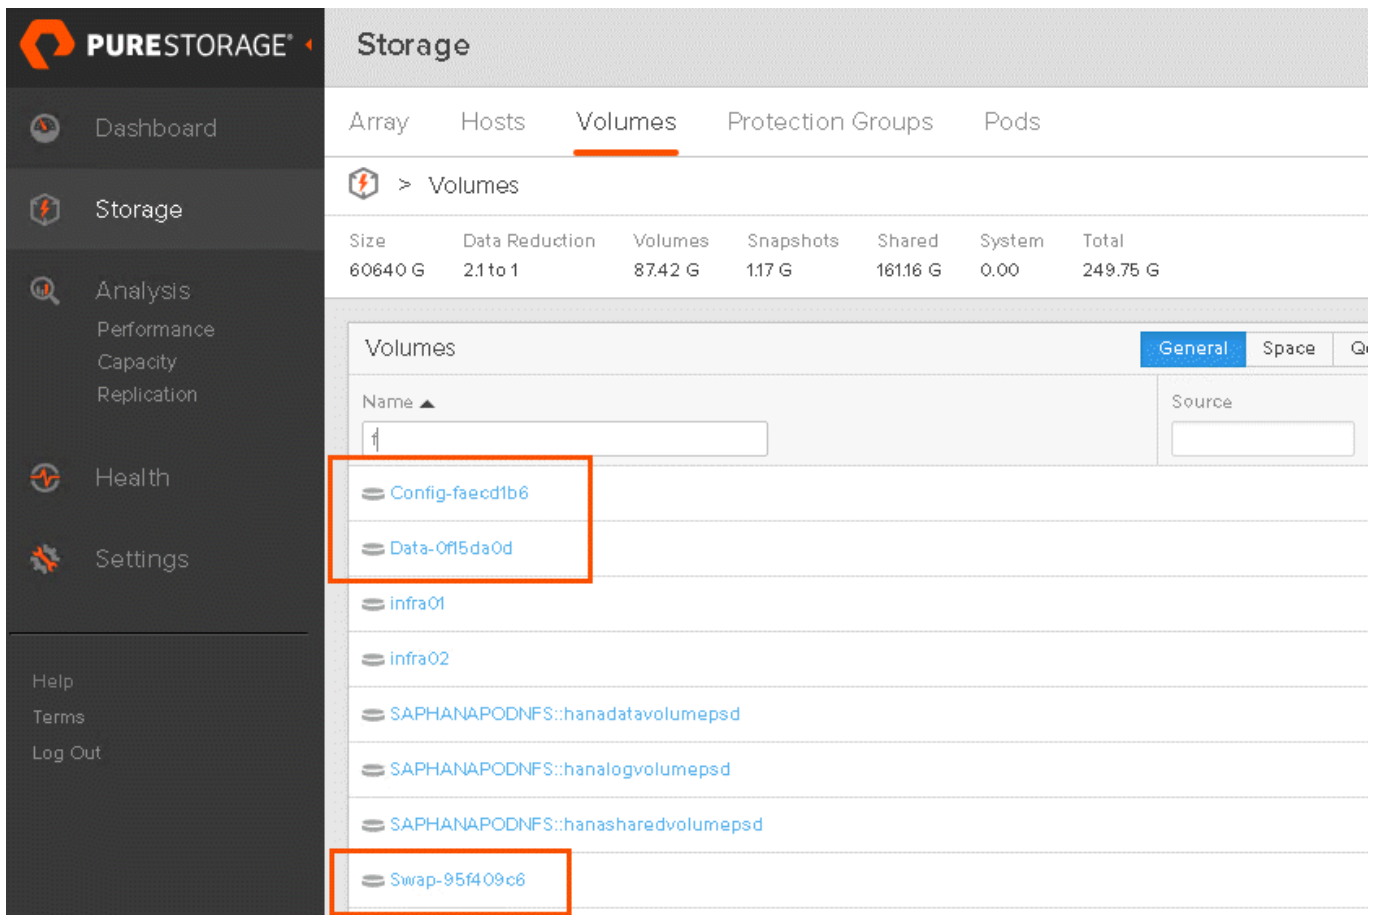 PURESTORAGE®
Storage
Dashboard
Array Hosts Volumes Protection Groups Pods
> Volumes
Storage
Size Data Reduction Volumes Snapshots Shared System Total
60640 G 2.1 to 1 87.42 G 1.17 G 161.16 G 0.00 249.75 G
Analysis
Performance
Capacity
Replication
Volumes
General Space Qu
Name Source
f
Health
Config-faecd1b6
Data-0f15da0d
Settings
infra01
infra02
Help
Terms
Log Out
SAPHANAPODNFS::hanadatavolumepsd
SAPHANAPODNFS::hanalogvolumepsd
SAPHANAPODNFS::hanasharedvolumepsd
Swap-95f409c6